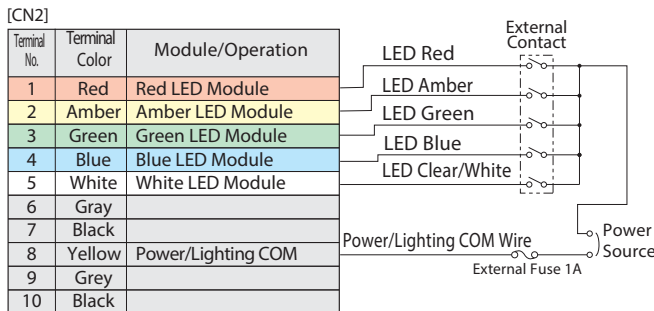 [CN2]
Terminal No. Terminal Color Module/Operation
1 Red Red LED Module
2 Amber Amber LED Module
3 Green Green LED Module
4 Blue Blue LED Module
5 White White LED Module
6 Gray
7 Black
8 Yellow Power/Lighting COM
9 Grey
10 Black
External
Contact
LED Red
LED Amber
LED Green
LED Blue
LED Clear/White
Power/Lighting COM Wire
External Fuse 1A
Power
Source